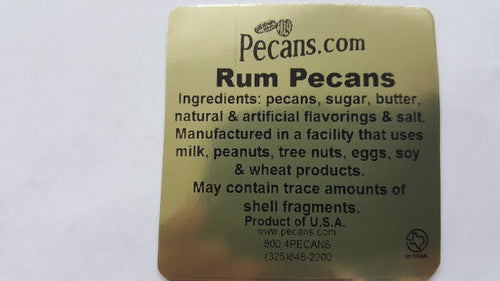 Pecans.com
Rum Pecans
Ingredients: pecans, sugar, butter,
natural & artificial flavorings & salt.
Manufactured in a facility that uses
milk, peanuts, tree nuts, eggs, soy
& wheat products.
May contain trace amounts of
shell fragments.
Product of U.S.A.
www.pecans.com
800 4PECANS
(325)648-2200
GO TEXAN.